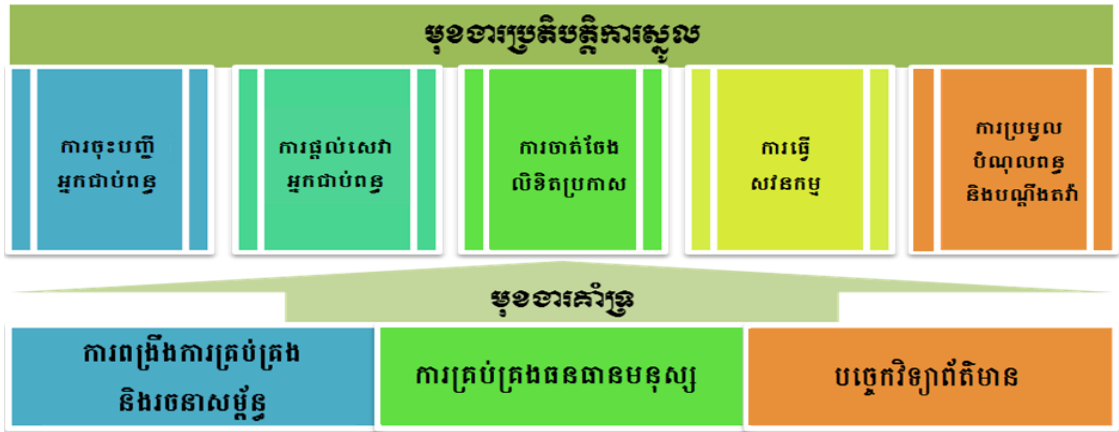 មុខងារប្រតិបត្តិការស្នូល
ការចុះបញ្ជី
អ្នកជាប់ពន្ធ
ការផ្តល់សេវា
អ្នកជាប់ពន្ធ
ការចាត់ចែង
លិខិតប្រកាស
ការធ្វើ
សវនកម្ម
ការប្រមូល
បំណុលពន្ធ
និងបណ្តឹងតវ៉ា
មុខងារគាំទ្រ
ការពង្រឹងការគ្រប់គ្រង
និងរចនាសម្ព័ន្ធ
ការគ្រប់គ្រងធនធានមនុស្ស
បច្ចេកវិទ្យាព័ត៌មាន